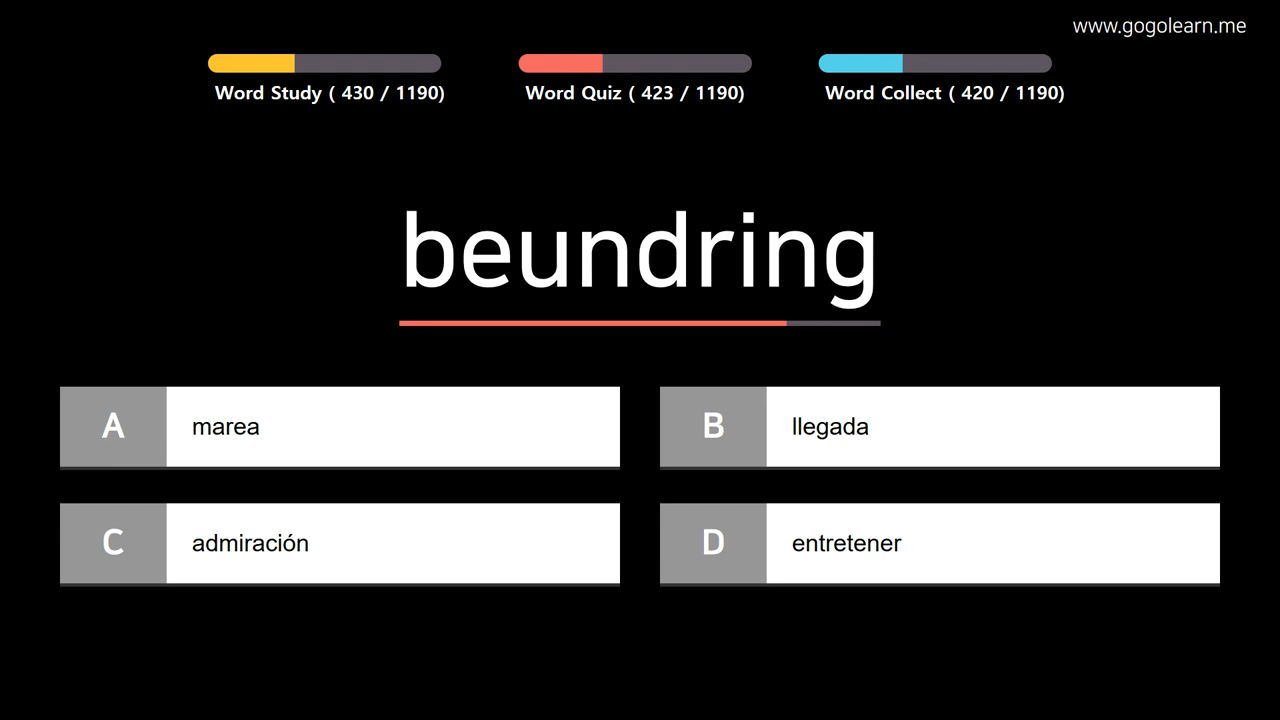 www.gogolearn.me
Word Study ( 430 / 1190)
Word Quiz ( 423 / 1190)
Word Collect ( 420 / 1190)
beundring
A marea
B llegada
C admiración
D entretener